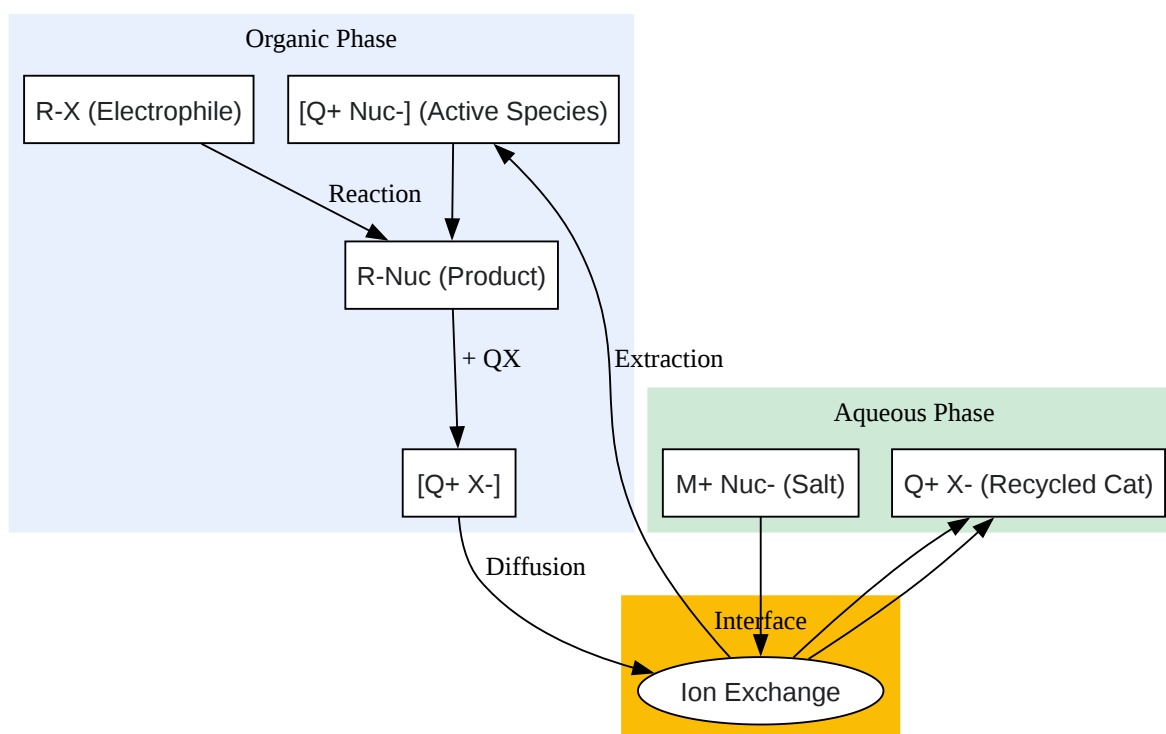 Organic Phase
R-X (Electrophile)
[Q+ Nuc-] (Active Species)
Reaction
R-Nuc (Product)
+ QX
Extraction
Aqueous Phase
[Q+ X-]
M+ Nuc- (Salt)
Q+ X- (Recycled Cat)
Diffusion
Interface
Ion Exchange